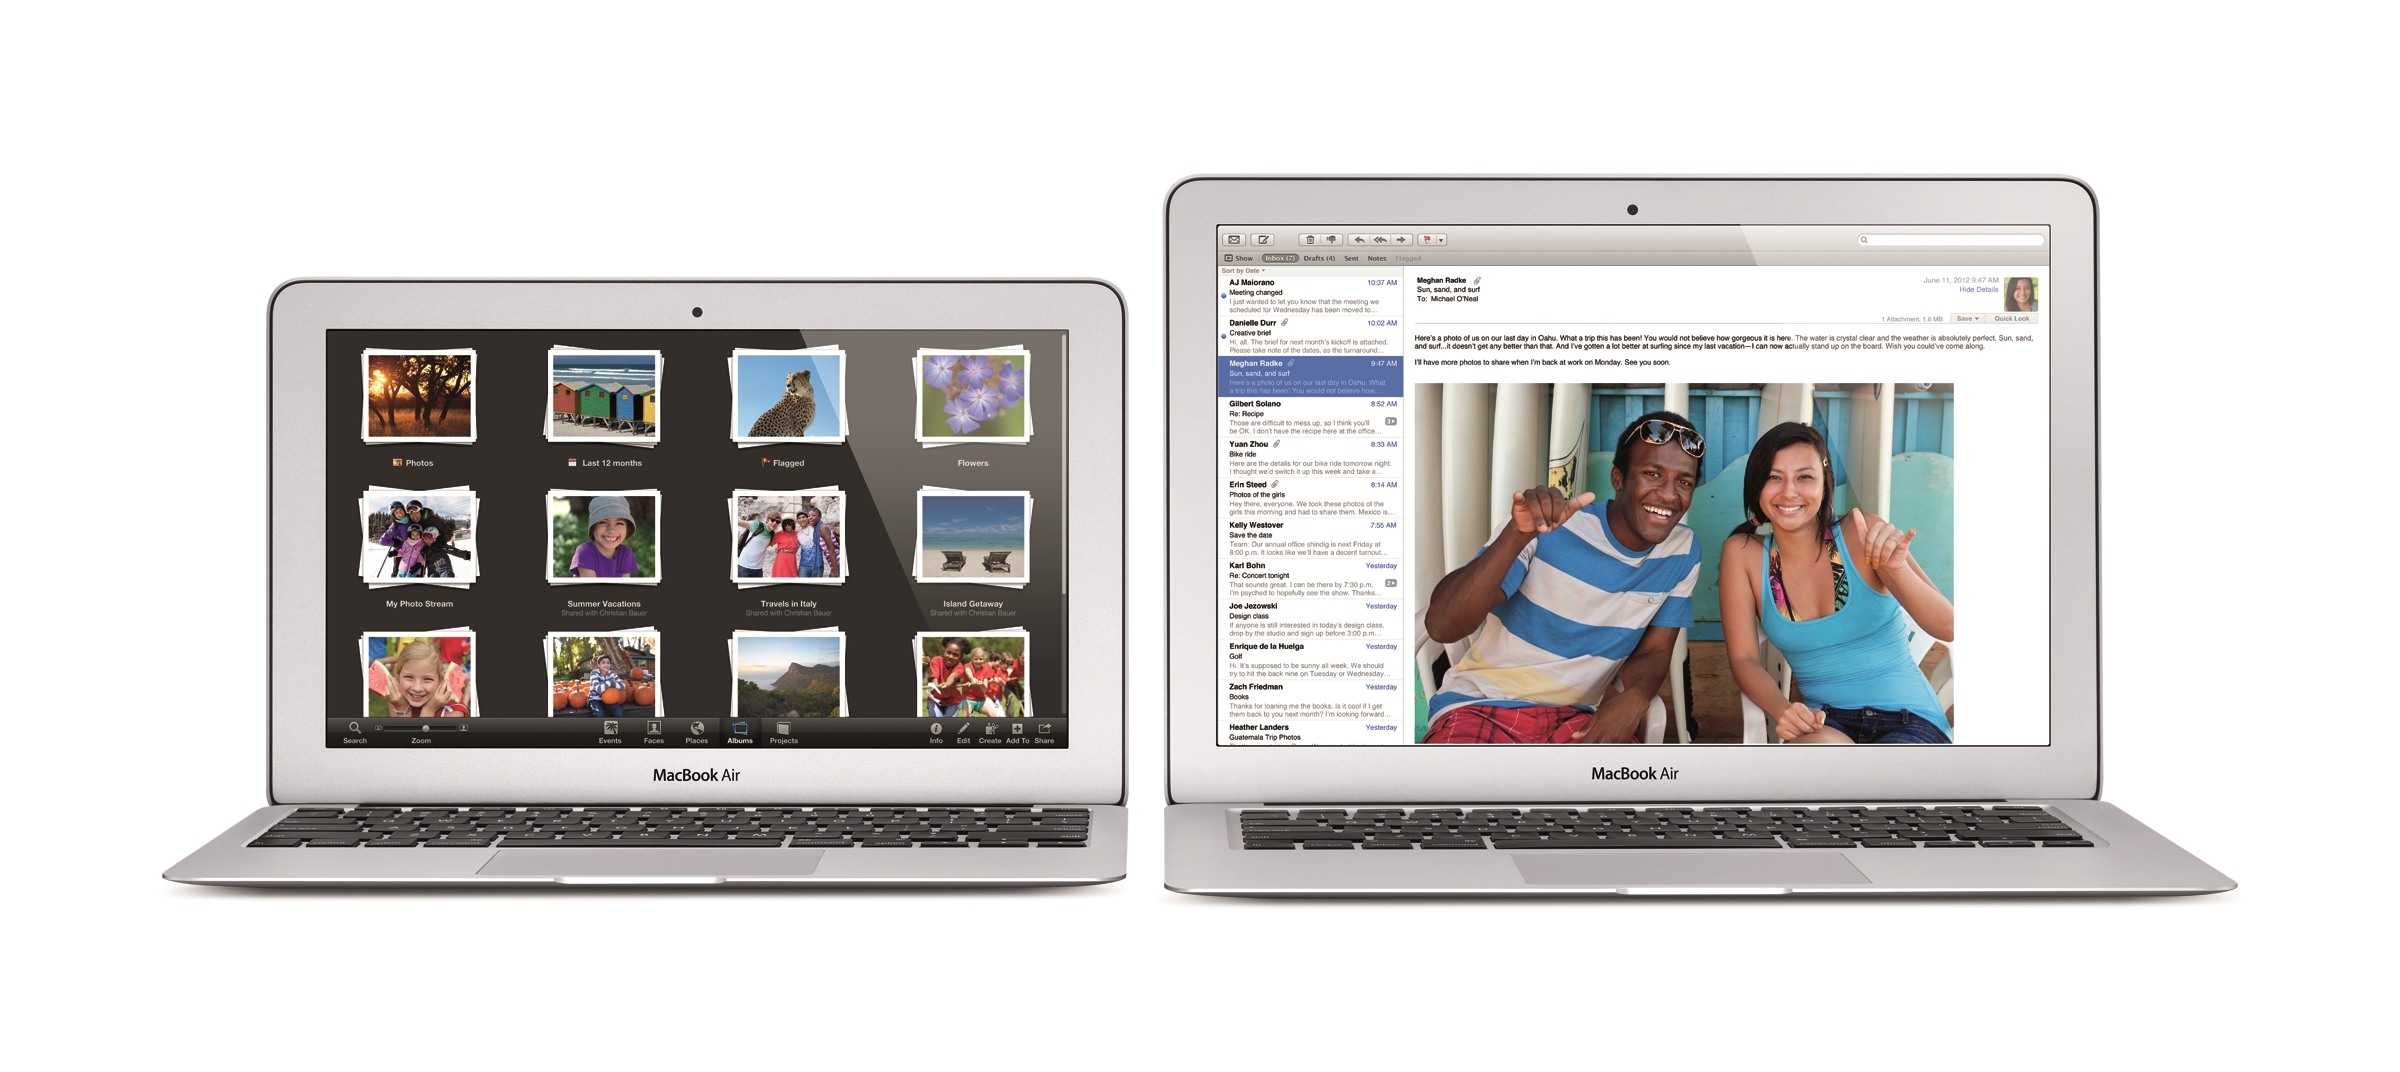 Photos
Last 12 months
Flagged
Flowers
My Photo Stream
Summer Vacations
Shared with Christian Bauer
Travels in Italy
Shared with Christian Bauer
Island Getaway
Shared with Christian Bauer
Search
Zoom
Events
Faces
Places
Albums
Projects
Info
Edit
Create
Add To
Share
MacBook Air
Show
Inbox (7)
Drafts (4)
Sent
Notes
Flagged
Sort by Date
AJ Maiorano 10:37 AM
Meeting changed
I just wanted to let you know that the meeting we
scheduled for Wednesday has been moved to...
Danielle Durr 10:02 AM
Creative brief
Hi, all. The brief for next month's kickoff is attached.
Please take note of the dates, as the turnaround...
Meghan Radke 9:47 AM
Sun, sand, and surf
Here's a photo of us on our last day in Oahu. What
a trip this has been! You would not believe how
Gilbert Solano 8:52 AM
Re: Recipe
Those are difficult to mess up, so I think you'll
be OK. I don't have the recipe here at the office...
3
Yuan Zhou 8:33 AM
Bike ride
Here are the details for our bike ride tomorrow night.
I thought we'd switch it up this week and take a...
Erin Steed 8:14 AM
Photos of the girls
Hey there, everyone. We took these photos of the
girls this morning and had to share them. Mexico is...
Kelly Westover 7:55 AM
Save the date
Team: Our annual office shindig is next Friday at
8:00 p.m. It looks like we'll have a decent turnout...
Karl Bohn Yesterday
Re: Concert tonight
That sounds great. I can be there by 7:30 p.m.
I'm psyched to hopefully see the show. Thanks...
2
Joe Jezowski Yesterday
Design class
If anyone is still interested in today's design class,
drop by the studio and sign up before 3:00 p.m...
Enrique de la Huelga Yesterday
Golf
Hi. It's supposed to be sunny all week. We should
try to hit the back nine on Tuesday or Wednesday...
Zach Friedman Yesterday
Books
Thanks for loaning me the books. Is it cool if I get
them back to you next month? I'm looking forward...
Heather Landers Yesterday
Guatemala Trip Photos
Meghan Radke
Sun, sand, and surf
To: Michael O'Neal
June 11, 2012 9:47 AM
Hide Details
1 Attachment, 1.8 MB
Save
Quick Look
Here's a photo of us on our last day in Oahu. What a trip this has been! You would not believe how gorgeous it is here. The water is crystal clear and the weather is absolutely perfect. Sun, sand,
and surf...it doesn't get any better than that. And I've gotten a lot better at surfing since my last vacation—I can now actually stand up on the board. Wish you could've come along.
I'll have more photos to share when I'm back at work on Monday. See you soon.
MacBook Air